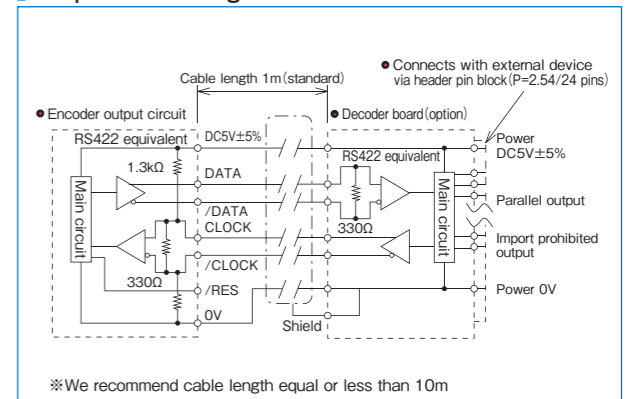 Cable length 1m(standard)
Connects with external device
via header pin block(P=2.54/24 pins)
Encoder output circuit
Decoder board(option)
RS422 equivalent
DC5V±5%
RS422 equivalent
Power
DC5V±5%
1.3kΩ
DATA
Main circuit
Main circuit
Parallel output
/DATA
CLOCK
330Ω
Import prohibited
output
/CLOCK
330Ω
/RES
Power 0V
0V
Shield
※We recommend cable length equal or less than 10m